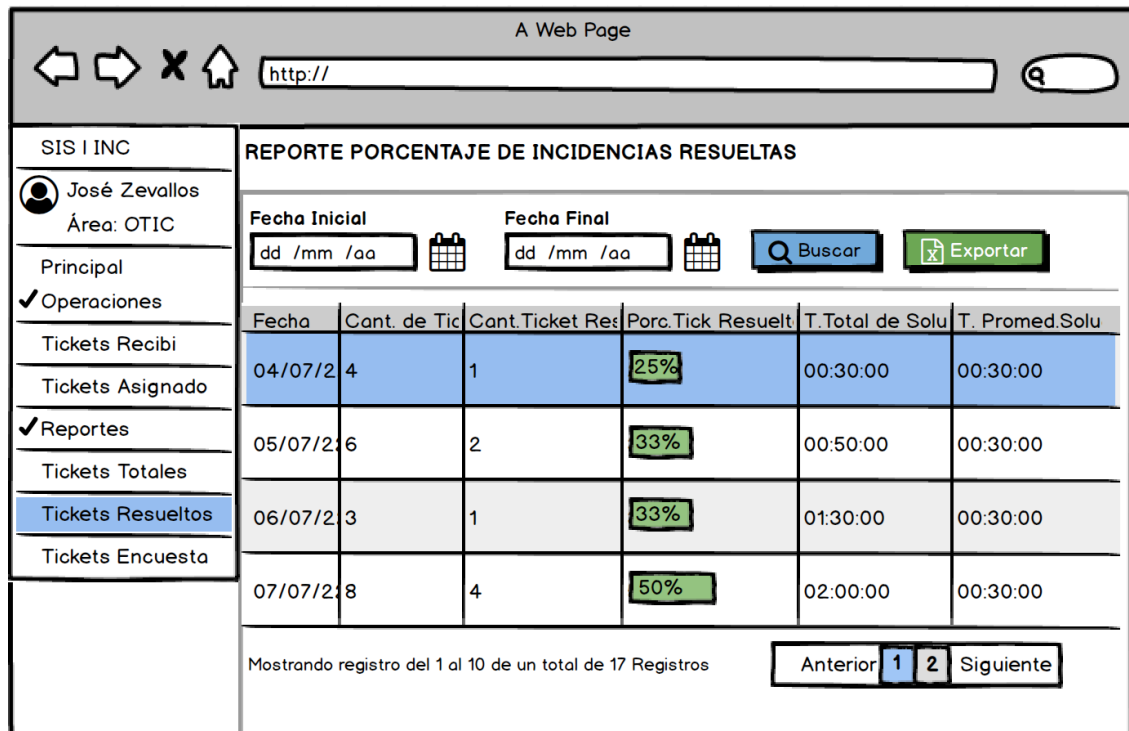 A Web Page
http://
SIS | INC
José Zevallos
Área: OTIC
Principal
Operaciones
Tickets Recibi
Tickets Asignado
Reportes
Tickets Totales
Tickets Resueltos
Tickets Encuesta
REPORTE PORCENTAJE DE INCIDENCIAS RESUELTAS
Fecha Inicial Fecha Final
dd /mm /aa dd /mm /aa Buscar Exportar
Fecha Cant. de Tic Cant.Ticket Res Porc.Tick Resuelt T.Total de Solu T. Promed.Solu
04/07/2 4 1 25% 00:30:00 00:30:00
05/07/2 6 2 33% 00:50:00 00:30:00
06/07/2 3 1 33% 01:30:00 00:30:00
07/07/2 8 4 50% 02:00:00 00:30:00
Mostrando registro del 1 al 10 de un total de 17 Registros Anterior 1 2 Siguiente